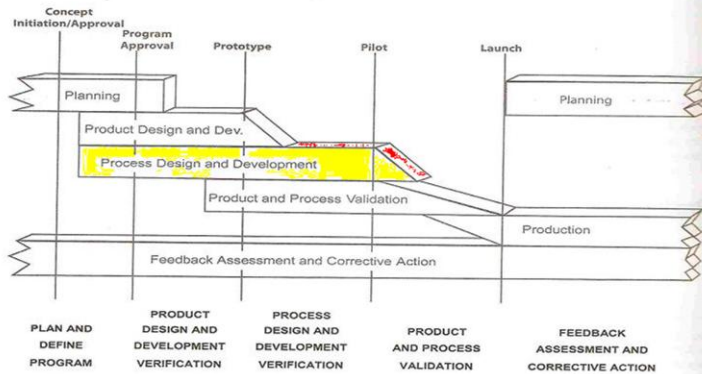 Concept
Initiation/Approval
Program
Approval
Prototype
Pilot
Launch
Planning
Planning
Product Design and Dev.
Process Design and Development
Product and Process Validation
Production
Feedback Assessment and Corrective Action
PLAN AND
DEFINE
PROGRAM
PRODUCT
DESIGN AND
DEVELOPMENT
VERIFICATION
PROCESS
DESIGN AND
DEVELOPMENT
VERIFICATION
PRODUCT
AND PROCESS
VALIDATION
FEEDBACK
ASSESSMENT AND
CORRECTIVE ACTION